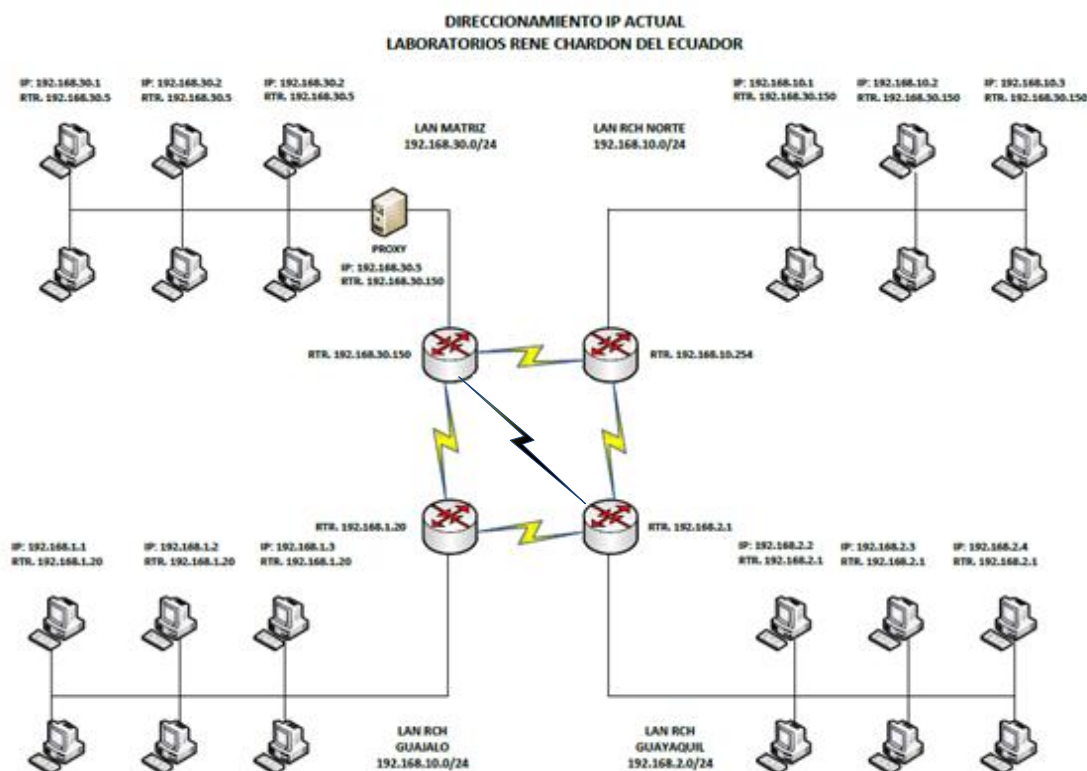 DIRECCIONAMIENTO IP ACTUAL
LABORATORIOS RENE CHARDON DEL ECUADOR
IP: 192.168.30.1
RTR. 192.168.30.5
IP: 192.168.30.2
RTR. 192.168.30.5
IP: 192.168.30.2
RTR. 192.168.30.5
LAN MATRIZ
192.168.30.0/24
LAN RCH NORTE
192.168.10.0/24
IP: 192.168.10.1
RTR. 192.168.30.150
IP: 192.168.10.2
RTR. 192.168.30.150
IP: 192.168.10.3
RTR. 192.168.30.150
PROXY
IP: 192.168.30.5
RTR. 192.168.30.150
RTR. 192.168.30.150
RTR. 192.168.10.254
RTR. 192.168.1.20
RTR. 192.168.2.1
IP: 192.168.1.1
RTR. 192.168.1.20
IP: 192.168.1.2
RTR. 192.168.1.20
IP: 192.168.1.3
RTR. 192.168.1.20
IP: 192.168.2.2
RTR. 192.168.2.1
IP: 192.168.2.3
RTR. 192.168.2.1
IP: 192.168.2.4
RTR. 192.168.2.1
LAN RCH
GUAJALO
192.168.10.0/24
LAN RCH
GUAYAQUIL
192.168.2.0/24